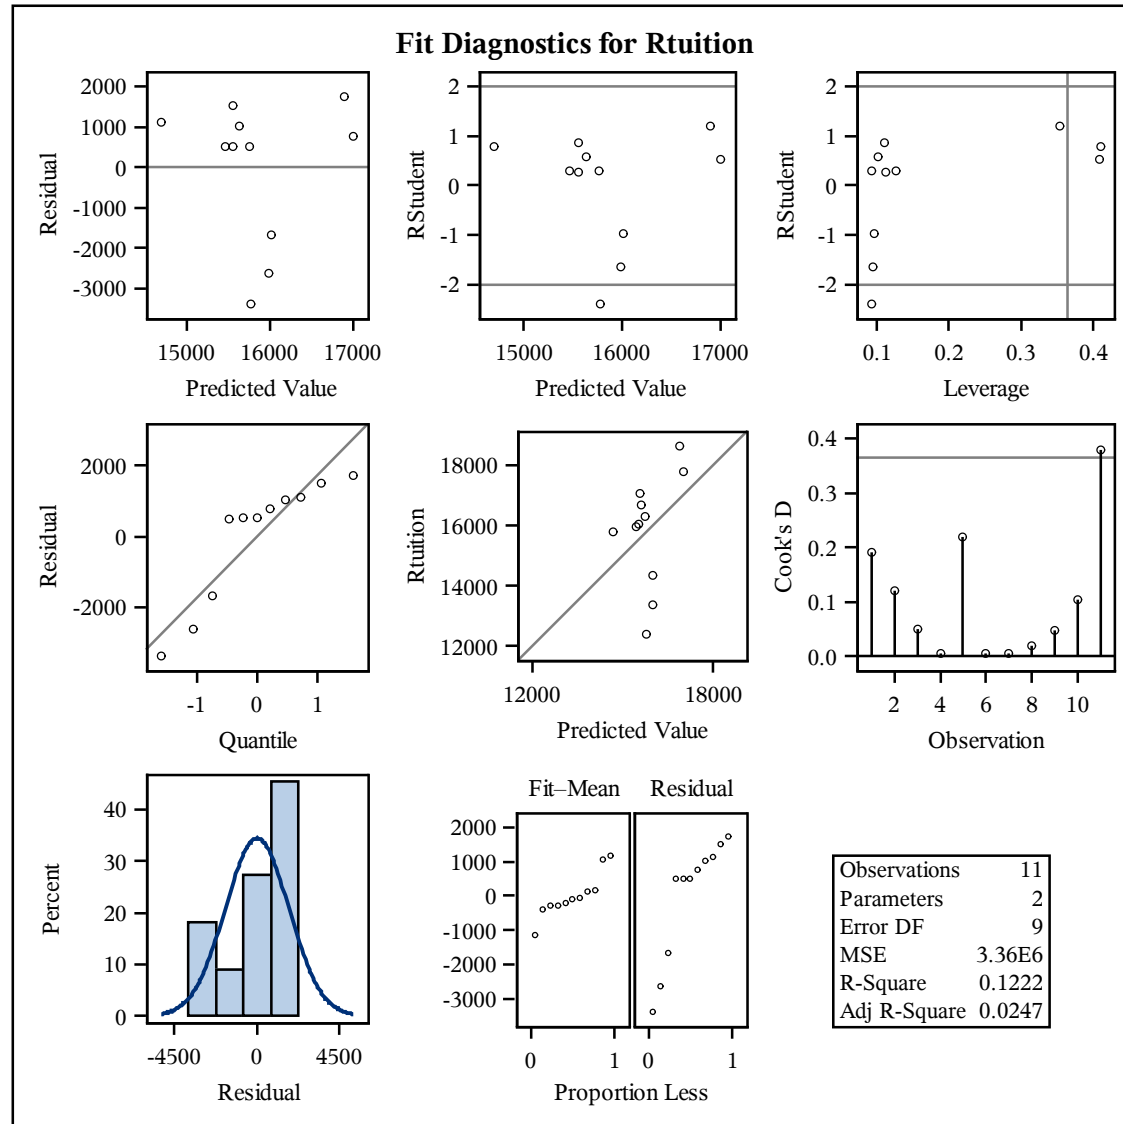 Fit Diagnostics for Rtuition
2000
1000
0
-1000
-2000
-3000
Residual
15000 16000 17000
Predicted Value
2
1
0
-1
-2
RStudent
15000 16000 17000
Predicted Value
2
1
0
-1
-2
RStudent
0.1 0.2 0.3 0.4
Leverage
2000
0
-2000
Residual
-1 0 1
Quantile
18000
16000
14000
12000
Rtuition
12000 18000
Predicted Value
0.4
0.3
0.2
0.1
0.0
Cook's D
2 4 6 8 10
Observation
40
30
20
10
0
Percent
-4500 0 4500
Residual
Fit–Mean Residual
2000
1000
0
-1000
-2000
-3000
0 1 0 1
Proportion Less
Observations 11
Parameters 2
Error DF 9
MSE 3.36E6
R-Square 0.1222
Adj R-Square 0.0247